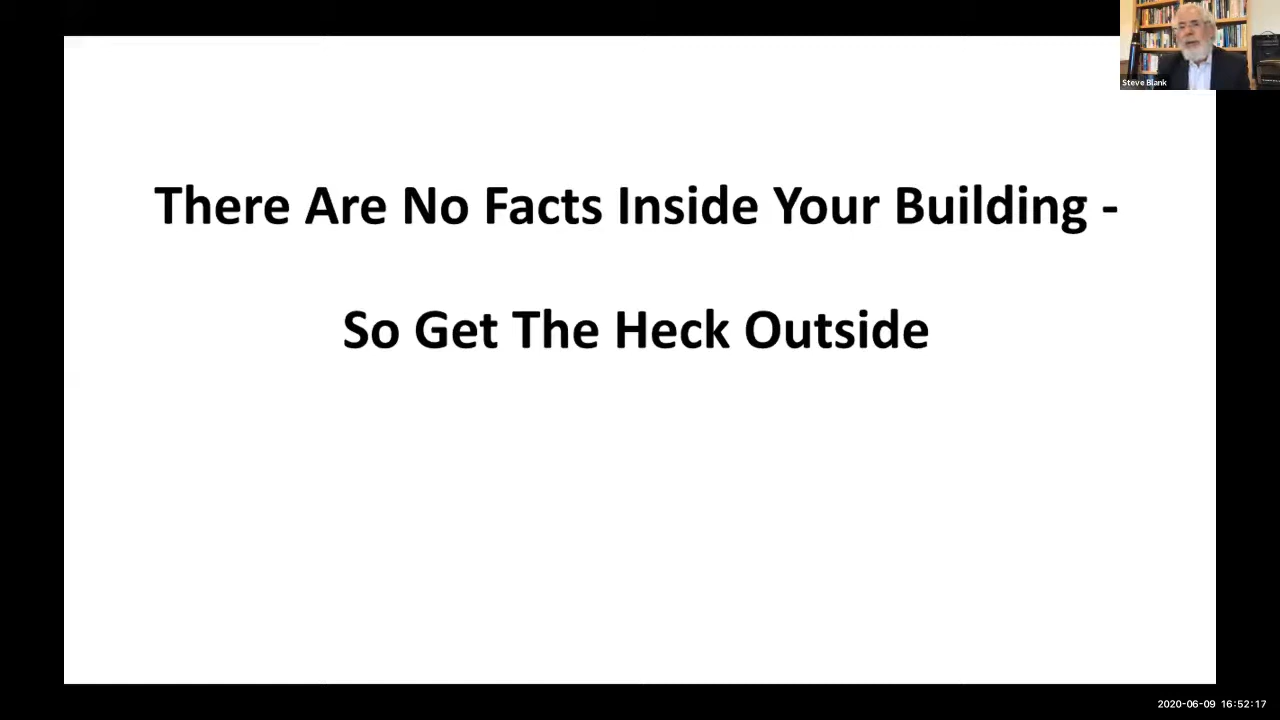 Steve Blank
There Are No Facts Inside Your Building -
So Get The Heck Outside
2020-06-09 16:52:17